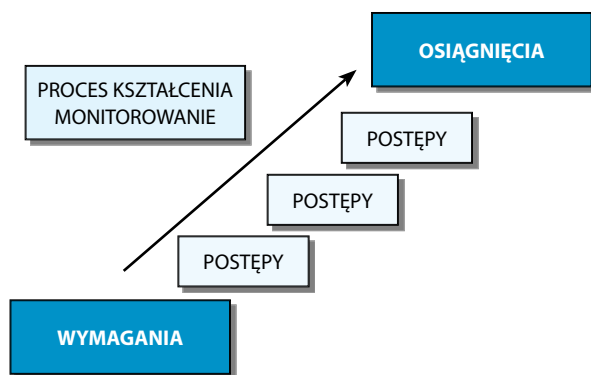 OSIĄGNIĘCIA
PROCES KSZTAŁCENIA
MONITOROWANIE
POSTĘPY
POSTĘPY
POSTĘPY
WYMAGANIA